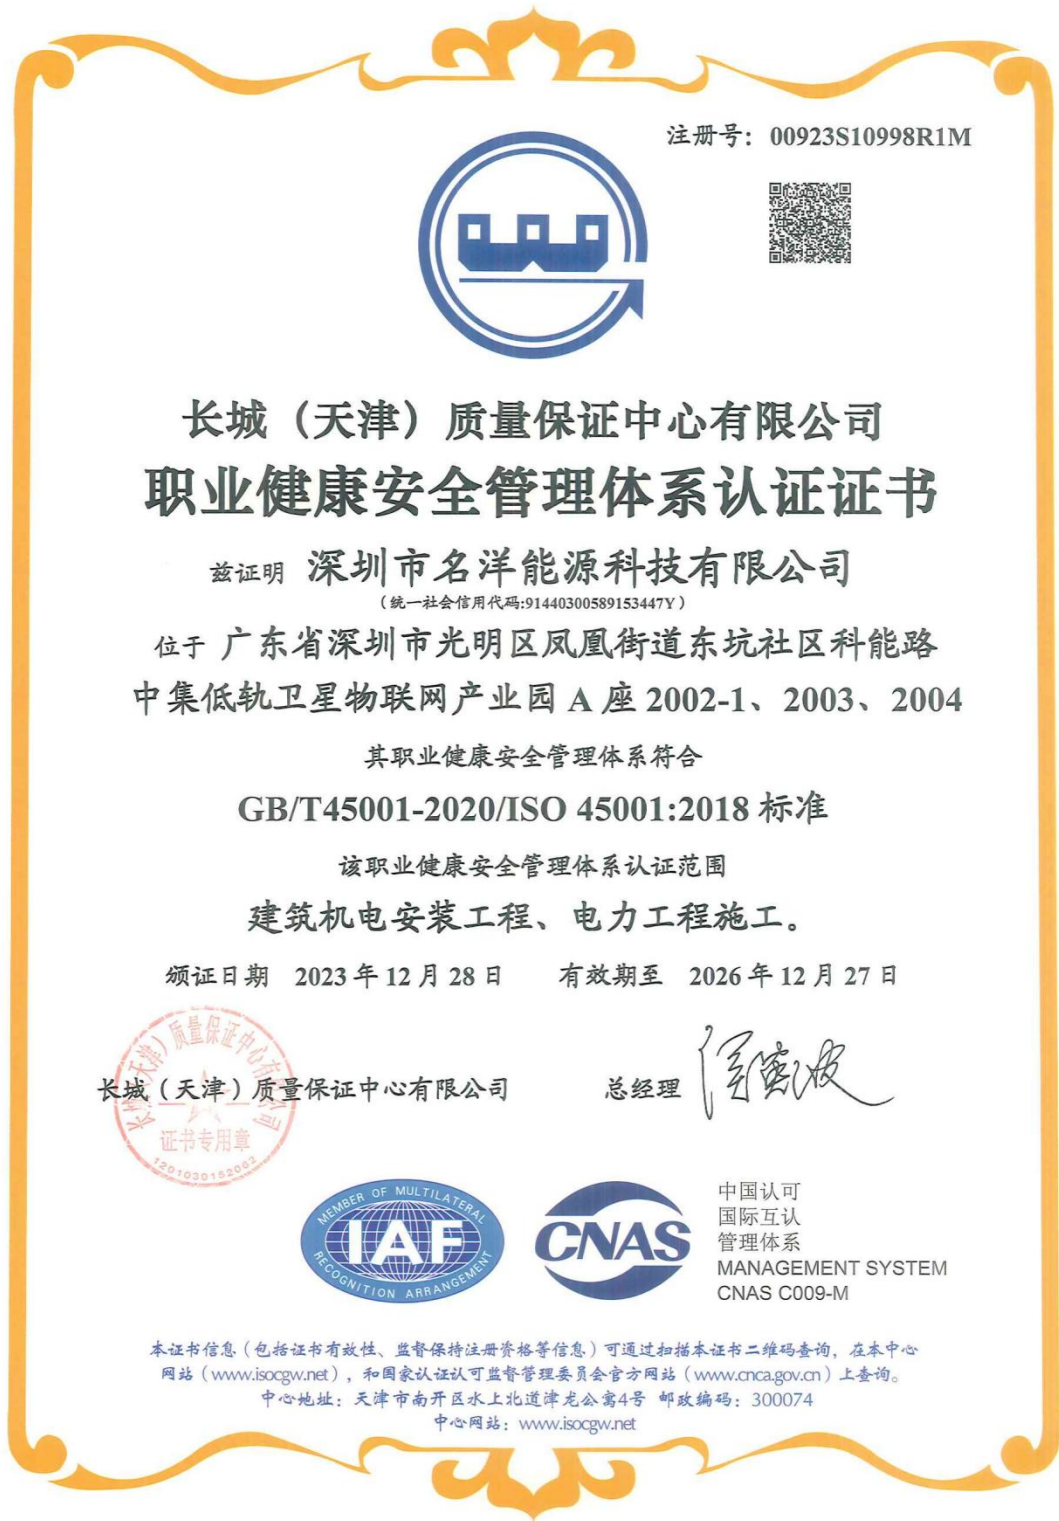 注册号：00923S10998R1M
长城（天津）质量保证中心有限公司
职业健康安全管理体系认证证书
兹证明 深圳市名洋能源科技有限公司
（统一社会信用代码:91440300589153447Y）
位于 广东省深圳市光明区凤凰街道东坑社区科能路
中集低轨卫星物联网产业园 A 座 2002-1、2003、2004
其职业健康安全管理体系符合
GB/T45001-2020/ISO 45001:2018 标准
该职业健康安全管理体系认证范围
建筑机电安装工程、电力工程施工。
颁证日期 2023 年 12 月 28 日 有效期至 2026 年 12 月 27 日
长城（天津）质量保证中心有限公司
证书专用章
1201030152002
长城（天津）质量保证中心有限公司 总经理
MEMBER OF MULTILATERAL
IAF
RECOGNITION ARRANGEMENT
CNAS
中国认可
国际互认
管理体系
MANAGEMENT SYSTEM
CNAS C009-M
本证书信息（包括证书有效性、监督保持注册资格等信息）可通过扫描本证书二维码查询，在本中心
网站（www.isocgw.net），和国家认证认可监督管理委员会官方网站（www.cnca.gov.cn）上查询。
中心地址：天津市南开区水上北道津龙公寓4号 邮政编码：300074
中心网站：www.isocgw.net